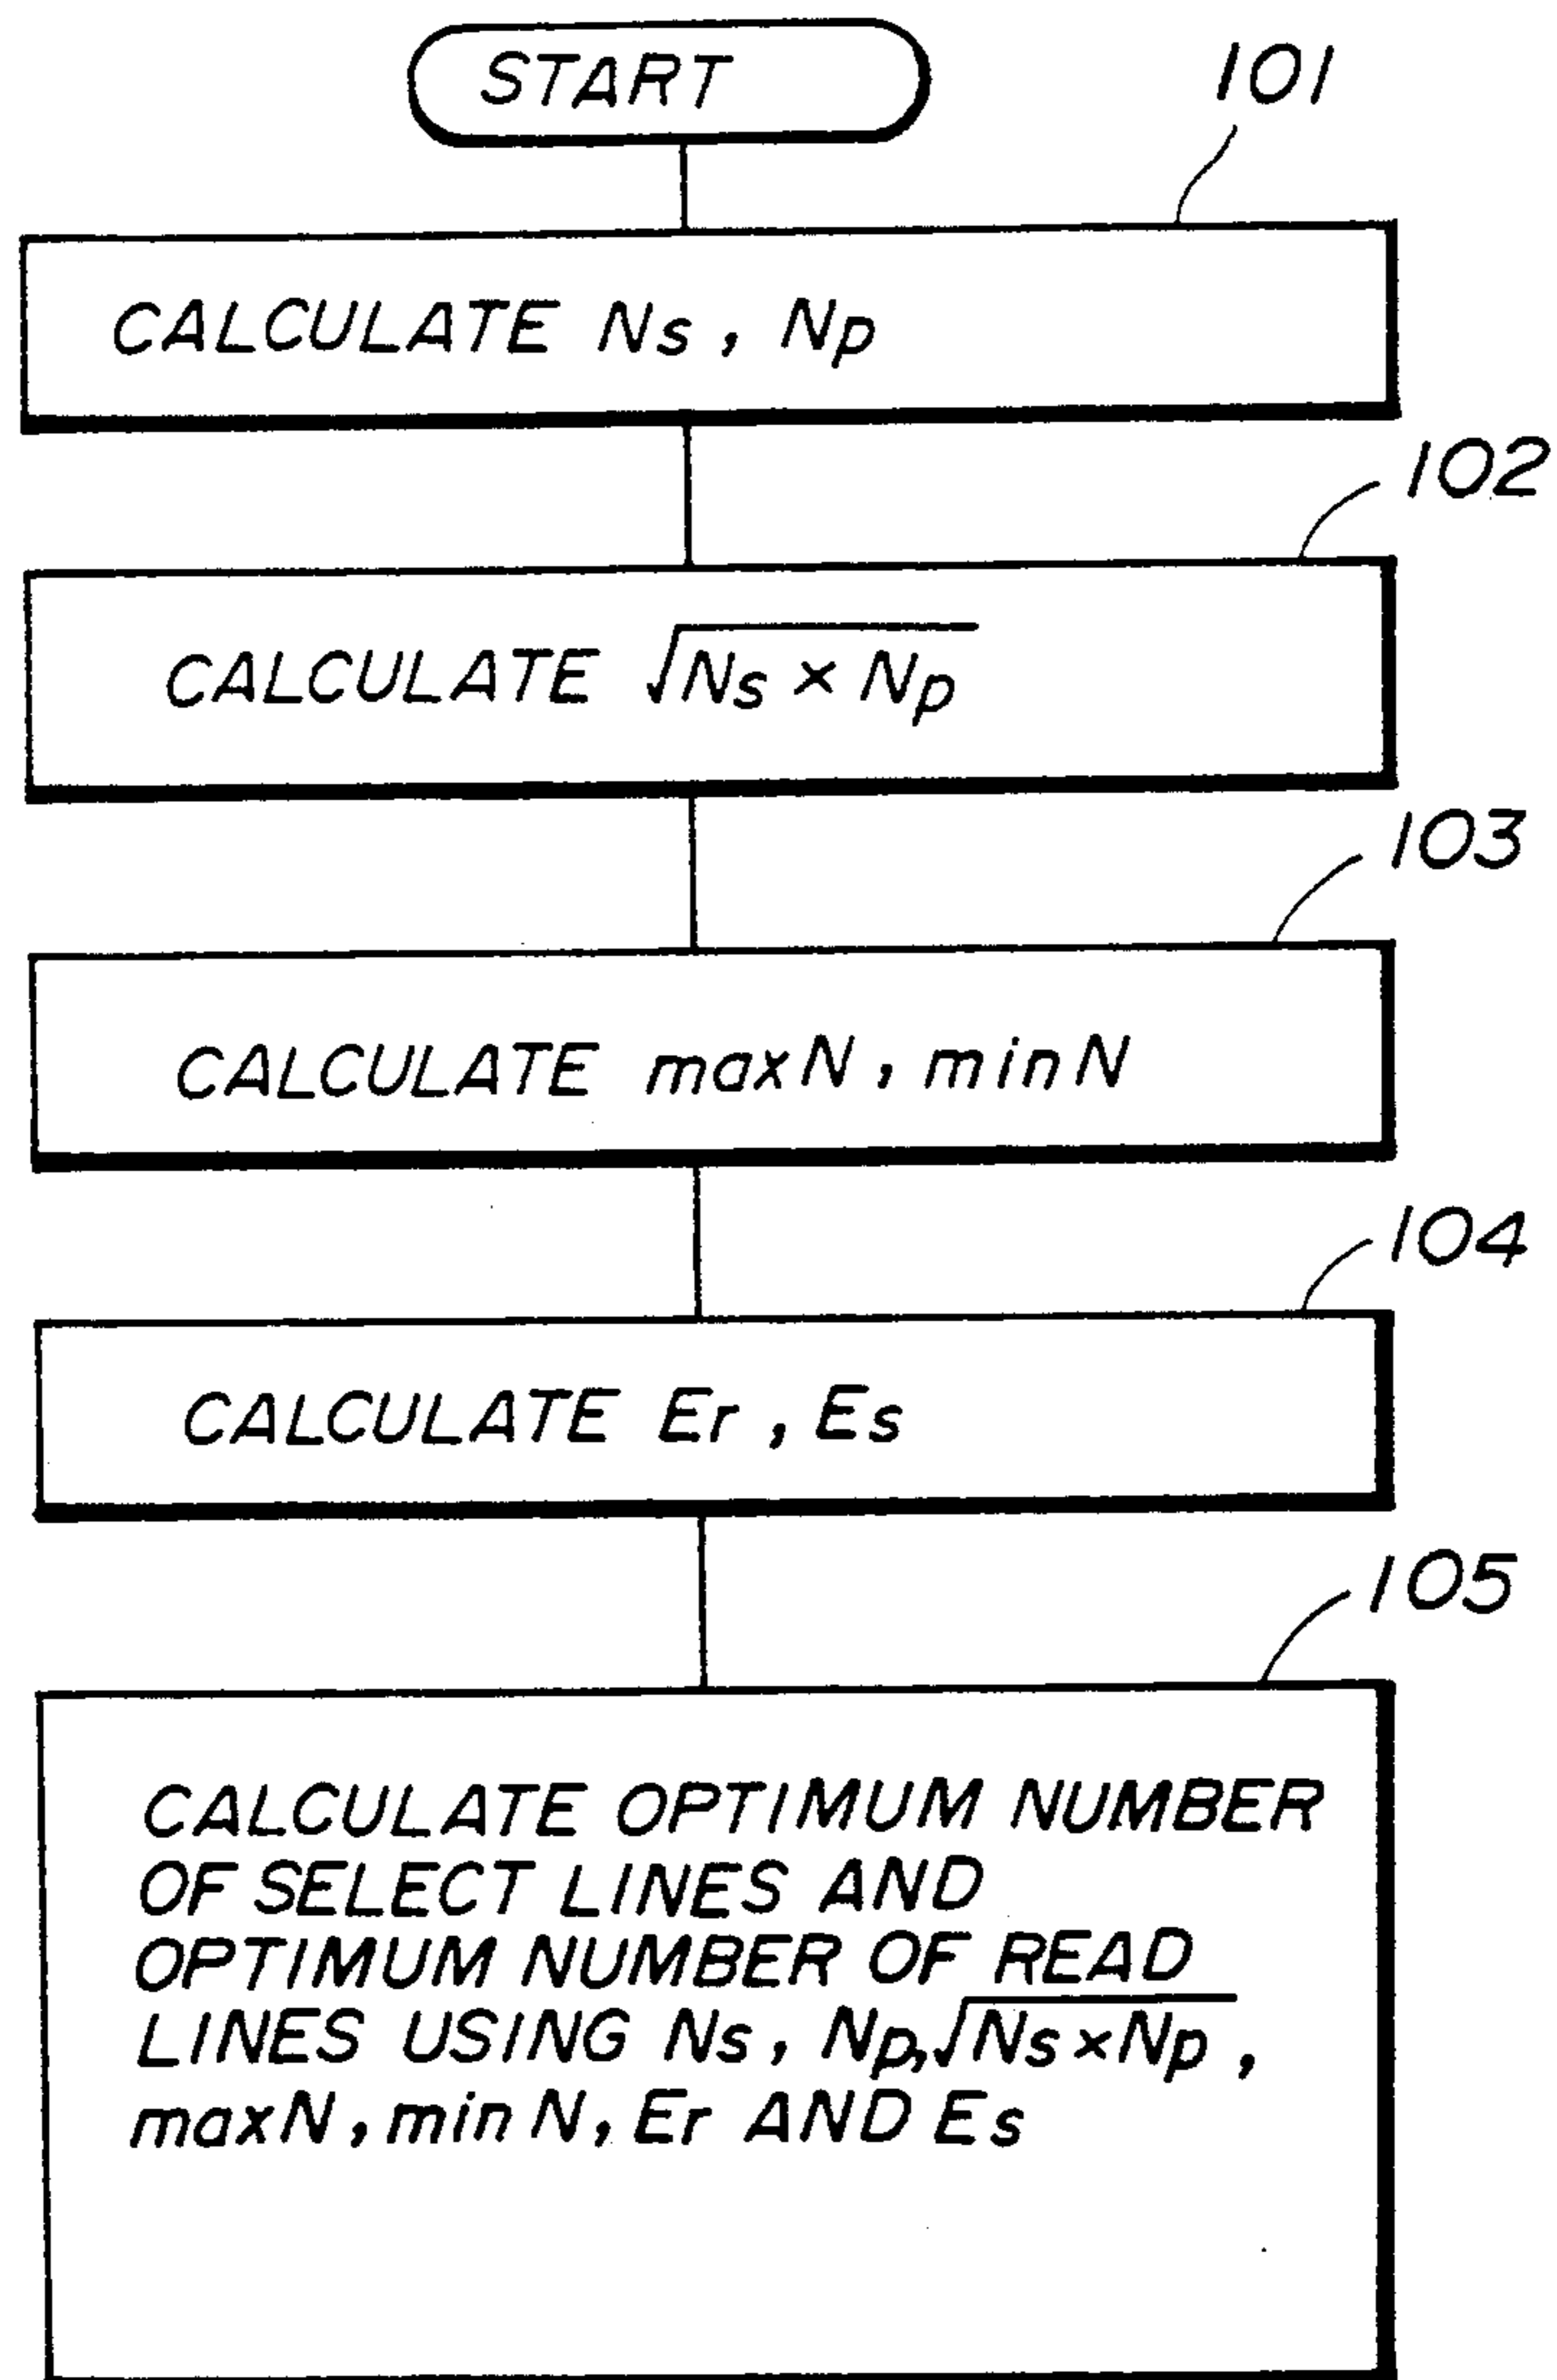 START
101
CALCULATE Ns, Np
102
CALCULATE √Ns × Np
103
CALCULATE maxN, minN
104
CALCULATE Er, Es
105
CALCULATE OPTIMUM NUMBER
OF SELECT LINES AND
OPTIMUM NUMBER OF READ
LINES USING Ns, Np,√Ns×Np,
maxN, minN, Er AND Es